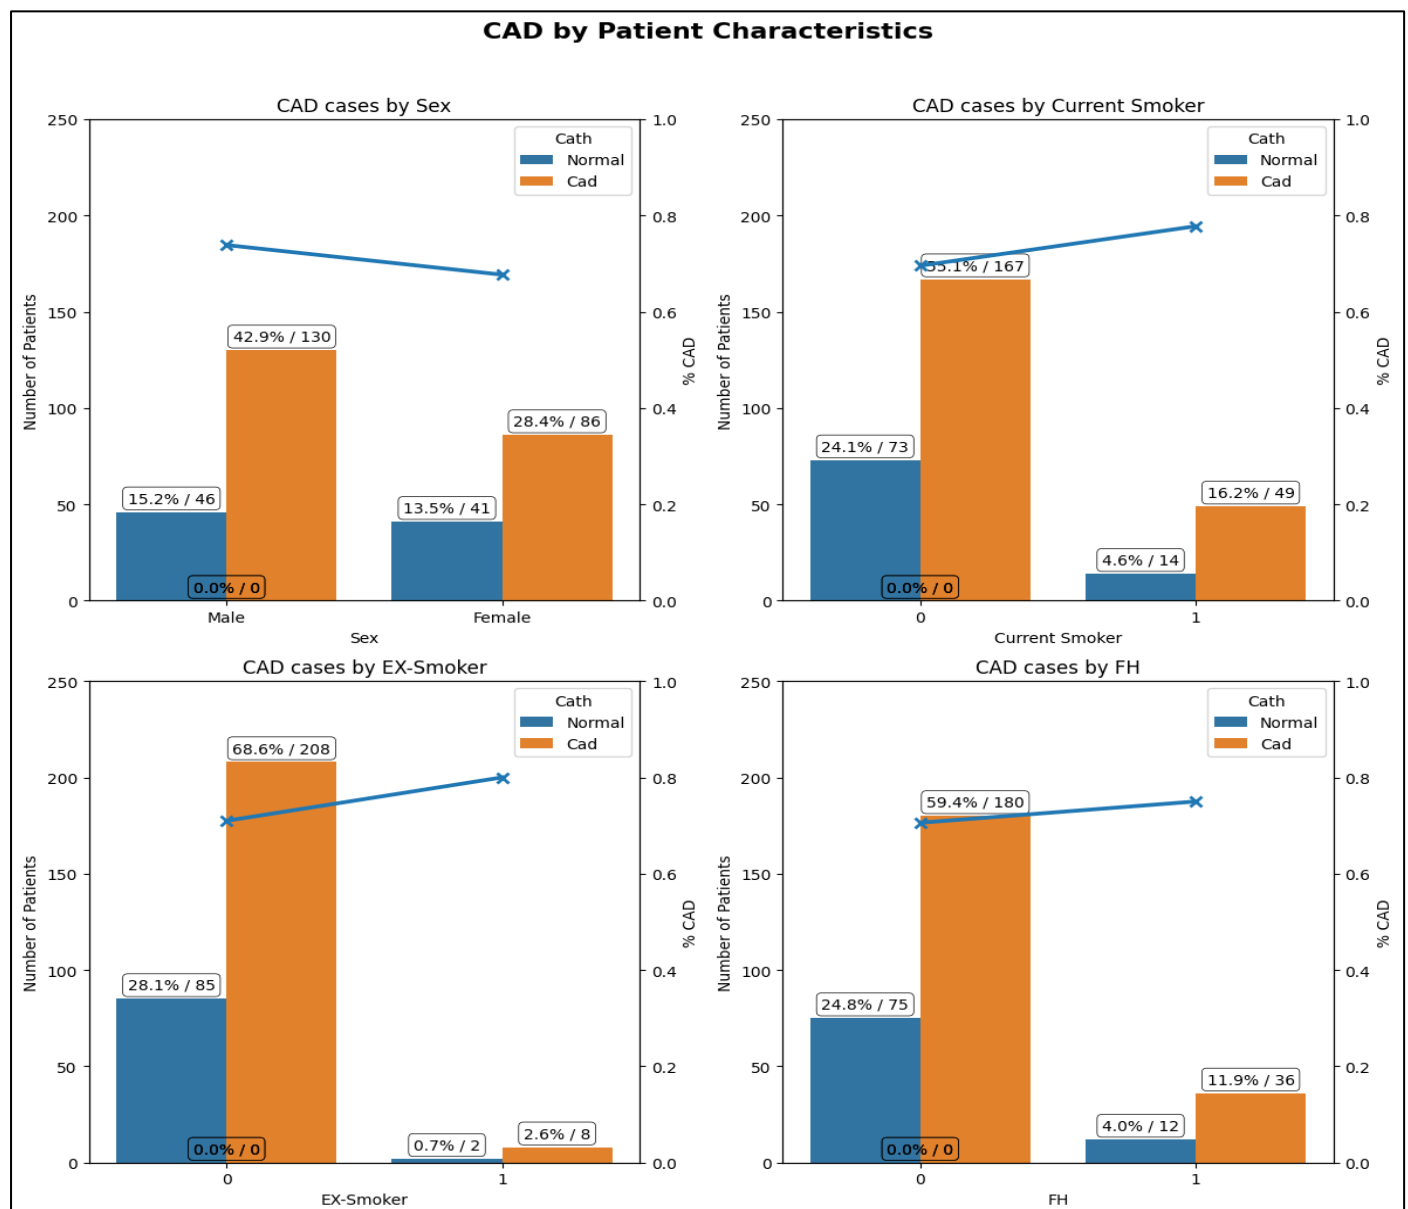 CAD by Patient Characteristics
CAD cases by Sex
250
200
150
100
50
0
Number of Patients
1.0
0.8
0.6
0.4
0.2
0.0
% CAD
Cath
Normal
Cad
15.2% / 46
42.9% / 130
13.5% / 41
28.4% / 86
0.0% / 0
Male
Female
Sex
CAD cases by Current Smoker
250
200
150
100
50
0
Number of Patients
1.0
0.8
0.6
0.4
0.2
0.0
% CAD
Cath
Normal
Cad
24.1% / 73
55.1% / 167
4.6% / 14
16.2% / 49
0.0% / 0
0
1
Current Smoker
CAD cases by EX-Smoker
250
200
150
100
50
0
Number of Patients
1.0
0.8
0.6
0.4
0.2
0.0
% CAD
Cath
Normal
Cad
28.1% / 85
68.6% / 208
0.7% / 2
2.6% / 8
0.0% / 0
0
1
EX-Smoker
CAD cases by FH
250
200
150
100
50
0
Number of Patients
1.0
0.8
0.6
0.4
0.2
0.0
% CAD
Cath
Normal
Cad
24.8% / 75
59.4% / 180
4.0% / 12
11.9% / 36
0.0% / 0
0
1
FH